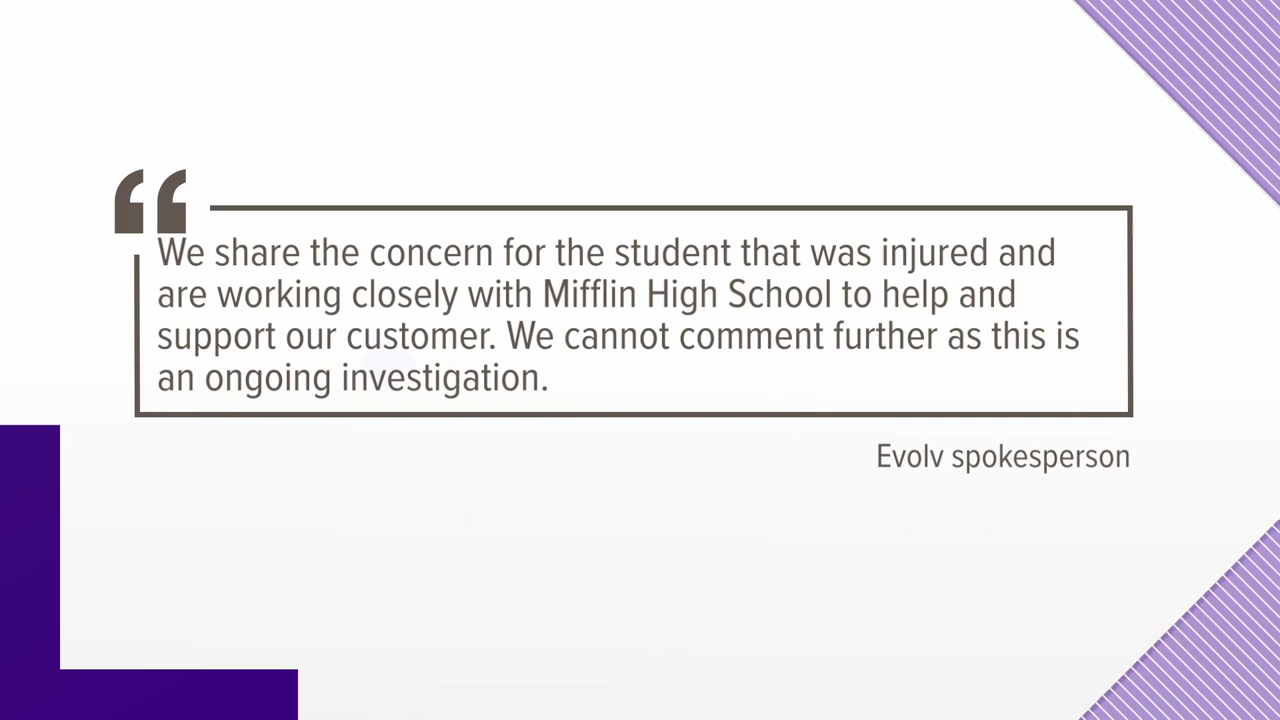 “
We share the concern for the student that was injured and
are working closely with Mifflin High School to help and
support our customer. We cannot comment further as this is
an ongoing investigation.
Evolv spokesperson